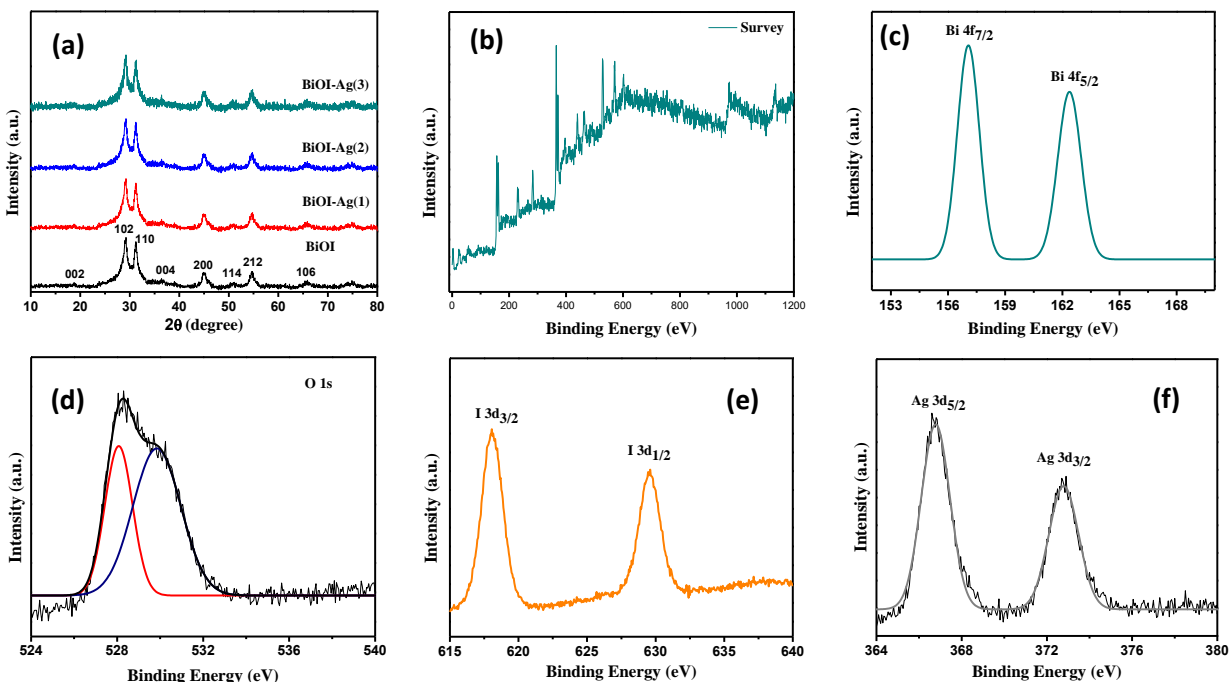 (a)
BiOI-Ag(3)
BiOI-Ag(2)
BiOI-Ag(1)
BiOI
002
102
110
004
200
114
212
106
10 20 30 40 50 60 70 80
2θ (degree)
Intensity (a.u.)
(b)
Survey
0 200 400 600 800 1000 1200
Binding Energy (eV)
Intensity (a.u.)
(c)
Bi 4f7/2
Bi 4f5/2
153 156 159 162 165 168
Binding Energy (eV)
Intensity (a.u.)
(d)
O 1s
524 526 528 530 532 534 536 538 540
Binding Energy (eV)
Intensity (a.u.)
(e)
I 3d3/2
I 3d1/2
615 620 625 630 635 640
Binding Energy (eV)
Intensity (a.u.)
(f)
Ag 3d5/2
Ag 3d3/2
364 368 372 376 380
Binding Energy (eV)
Intensity (a.u.)